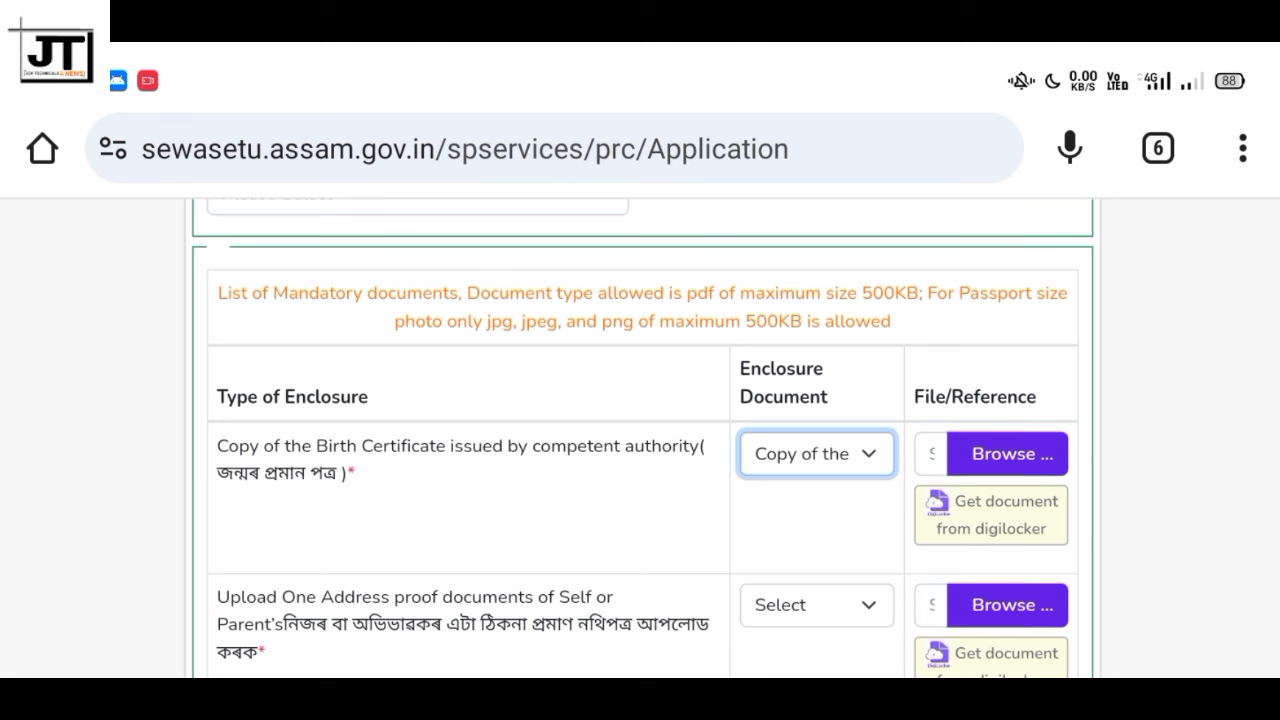 JT
0.00
KB/S
Vo
LTE
4G
88
sewasetu.assam.gov.in/spservices/prc/Application
6
List of Mandatory documents, Document type allowed is pdf of maximum size 500KB; For Passport size
photo only jpg, jpeg, and png of maximum 500KB is allowed
Type of Enclosure
Enclosure
Document
File/Reference
Copy of the Birth Certificate issued by competent authority(
জন্মৰ প্ৰমান পত্ৰ )*
Copy of the
Browse ...
Get document
from digilocker
Upload One Address proof documents of Self or
Parent'sনিজৰ বা অভিভাৱকৰ এটা ঠিকনা প্ৰমাণ নথিপত্ৰ আপলোড
কৰক*
Select
Browse ...
Get document